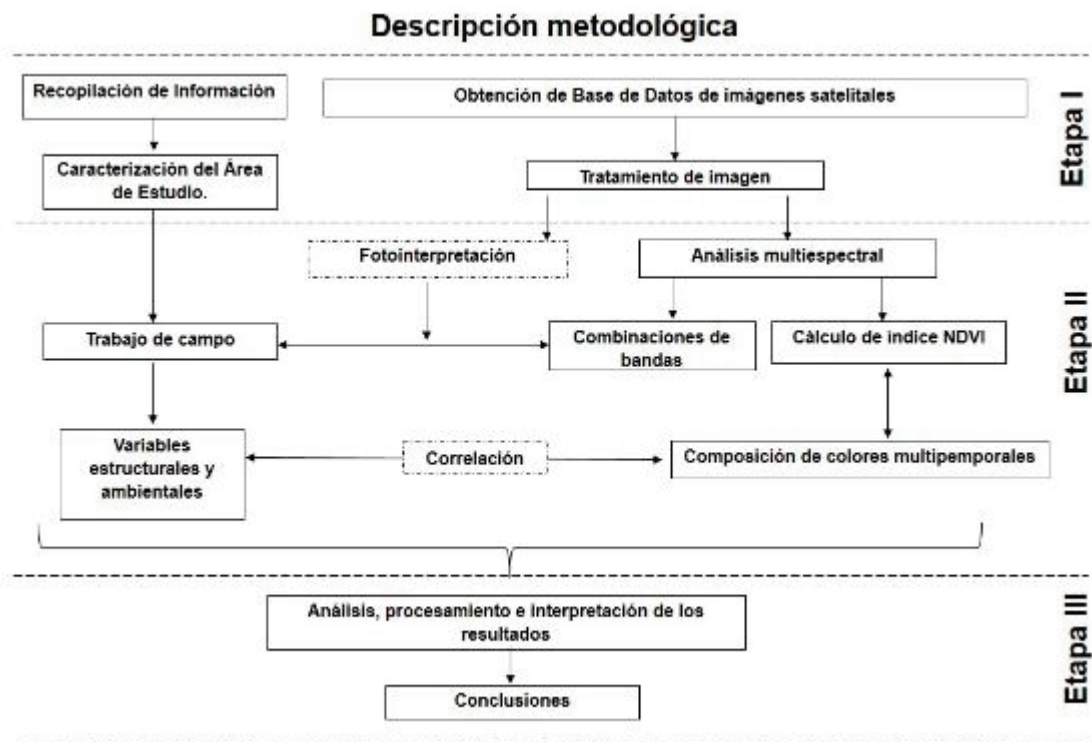 Descripción metodológica
Recopilación de Información
Obtención de Base de Datos de imágenes satelitales
Etapa I
Caracterización del Área
de Estudio.
Tratamiento de imagen
Fotointerpretación
Análisis multiespectral
Etapa II
Trabajo de campo
Combinaciones de
bandas
Cálculo de índice NDVI
Variables
estructurales y
ambientales
Correlación
Composición de colores multipemporales
Análisis, procesamiento e interpretación de los
resultados
Etapa III
Conclusiones